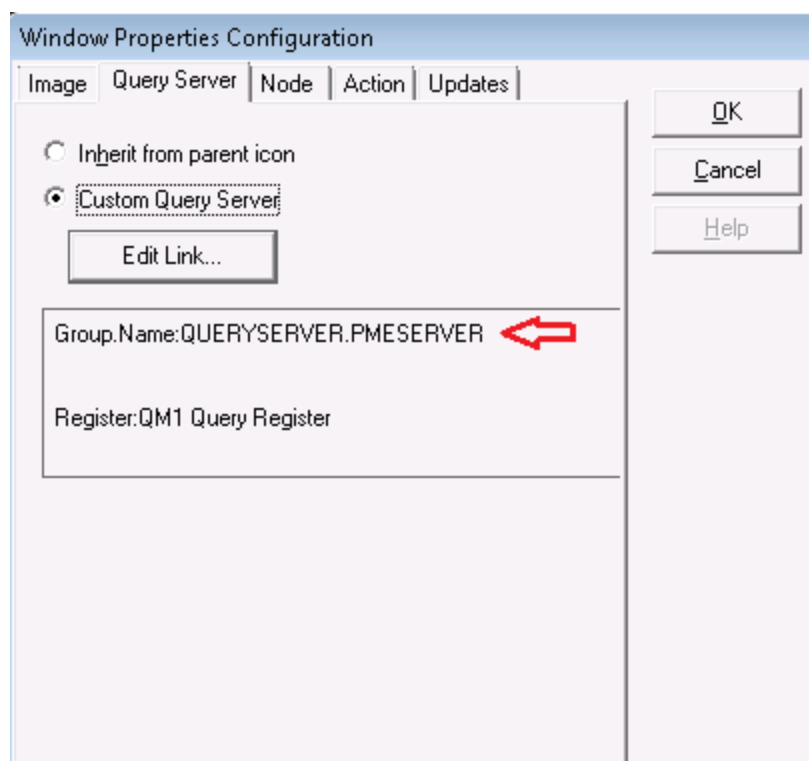 Window Properties Configuration
Image Query Server Node Action Updates
OK
Inherit from parent icon
Cancel
Custom Query Server
Help
Edit Link...
Group.Name:QUERYSERVER.PMESERVER
Register:QM1 Query Register